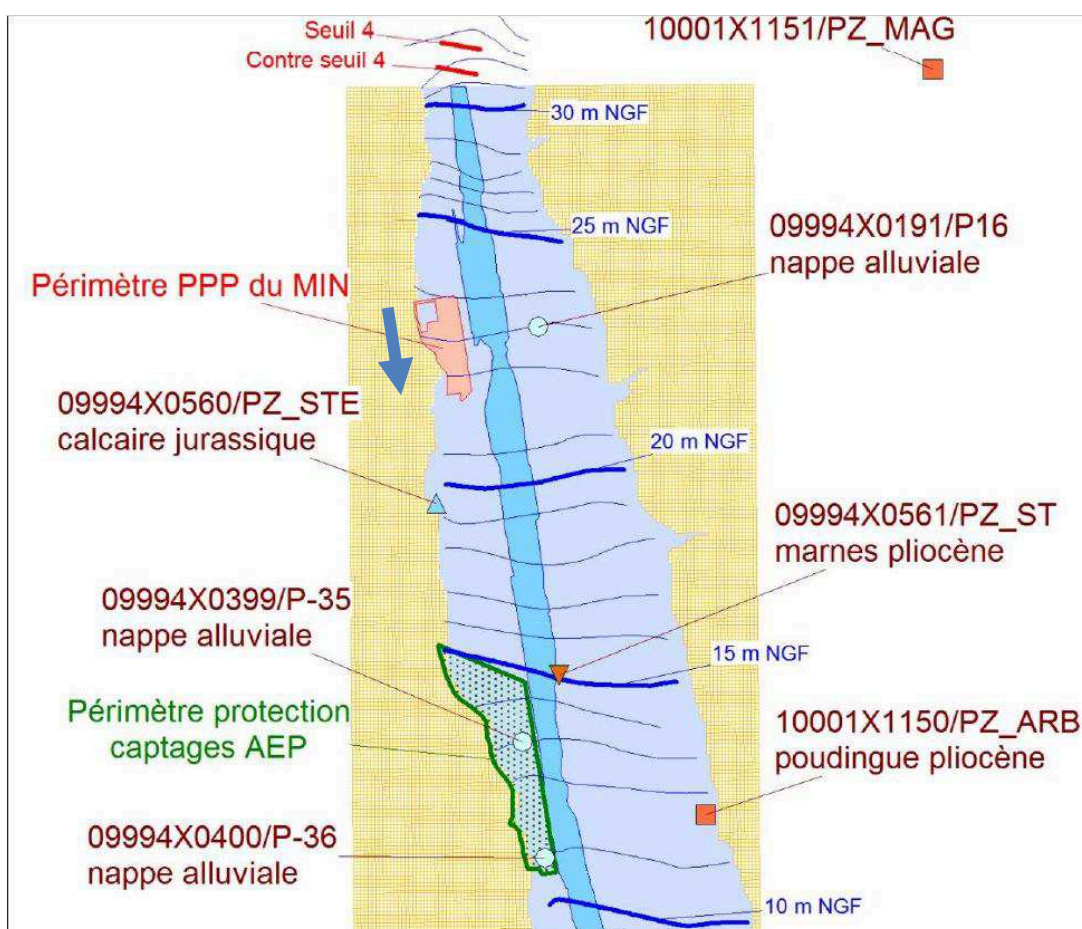 Seuil 4
Contre seuil 4
10001X1151/PZ_MAG
30 m NGF
25 m NGF
09994X0191/P16
nappe alluviale
Périmètre PPP du MIN
09994X0560/PZ_STE
calcaire jurassique
20 m NGF
09994X0561/PZ_ST
marnes pliocène
09994X0399/P-35
nappe alluviale
15 m NGF
Périmètre protection
captages AEP
10001X1150/PZ_ARB
poudingue pliocène
09994X0400/P-36
nappe alluviale
10 m NGF